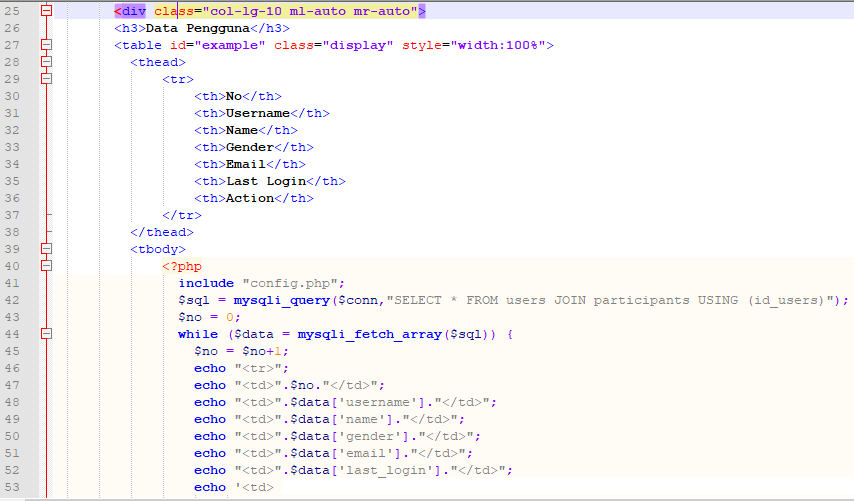 25 <div class="col-lg-10 ml-auto mr-auto">
26 <h3>Data Pengguna</h3>
27 <table id="example" class="display" style="width:100%">
28 <thead>
29 <tr>
30 <th>No</th>
31 <th>Username</th>
32 <th>Name</th>
33 <th>Gender</th>
34 <th>Email</th>
35 <th>Last Login</th>
36 <th>Action</th>
37 </tr>
38 </thead>
39 <tbody>
40 <?php
41 include "config.php";
42 $sql = mysqli_query($conn,"SELECT * FROM users JOIN participants USING (id_users)");
43 $no = 0;
44 while ($data = mysqli_fetch_array($sql)) {
45 $no = $no+1;
46 echo "<tr>";
47 echo "<td>".$no."</td>";
48 echo "<td>".$data['username']."</td>";
49 echo "<td>".$data['name']."</td>";
50 echo "<td>".$data['gender']."</td>";
51 echo "<td>".$data['email']."</td>";
52 echo "<td>".$data['last_login']."</td>";
53 echo '<td>